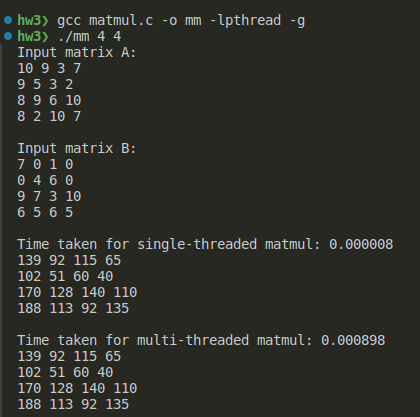 hw3❯ gcc matmul.c -o mm -lpthread -g
hw3❯ ./mm 4 4
Input matrix A:
10 9 3 7
9 5 3 2
8 9 6 10
8 2 10 7
Input matrix B:
7 0 1 0
0 4 6 0
9 7 3 10
6 5 6 5
Time taken for single-threaded matmul: 0.000008
139 92 115 65
102 51 60 40
170 128 140 110
188 113 92 135
Time taken for multi-threaded matmul: 0.000898
139 92 115 65
102 51 60 40
170 128 140 110
188 113 92 135